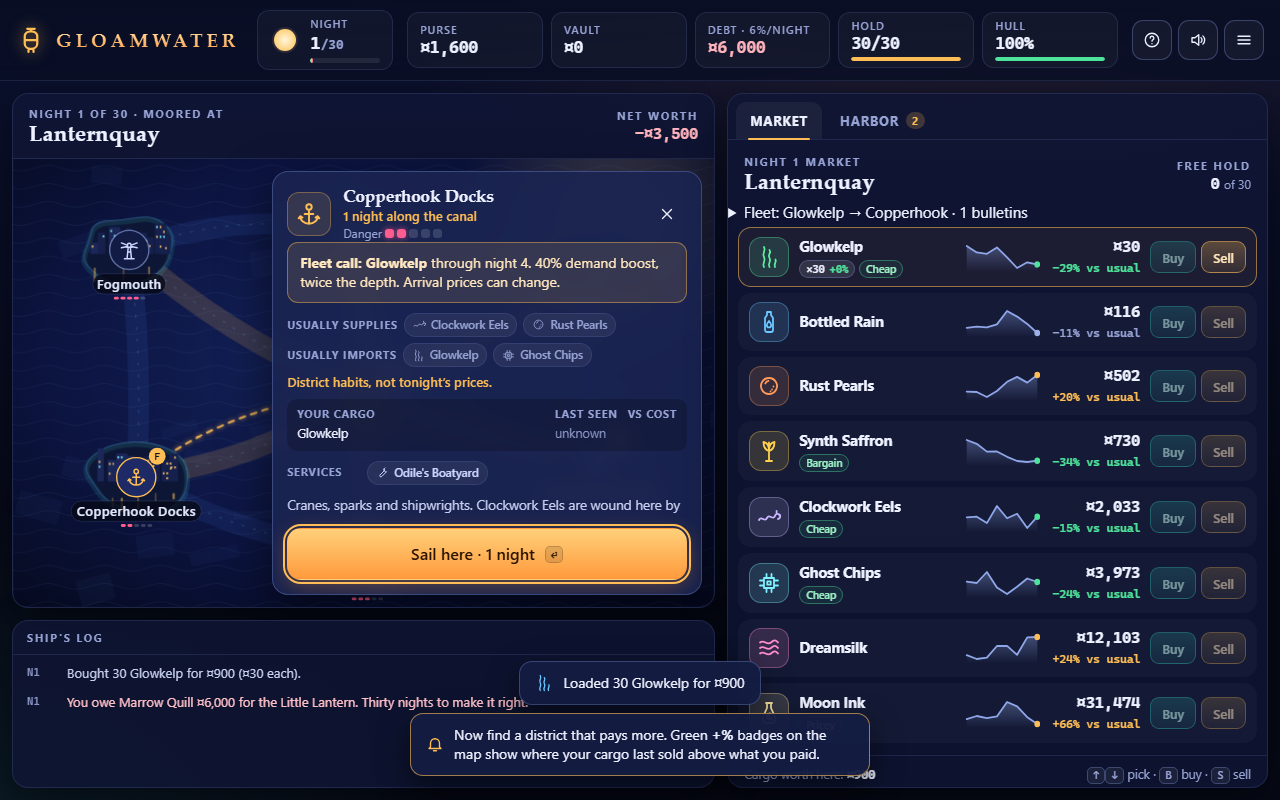 GLOAMWATER
NIGHT
1/30
PURSE
¤1,600
VAULT
¤0
DEBT · 6%/NIGHT
¤6,000
HOLD
30/30
HULL
100%
NIGHT 1 OF 30 · MOORED AT
Lanternquay
NET WORTH
−¤3,500
Fogmouth
F
Copperhook Docks
Copperhook Docks
1 night along the canal
Danger
Fleet call: Glowkelp through night 4. 40% demand boost,
twice the depth. Arrival prices can change.
USUALLY SUPPLIES Clockwork Eels Rust Pearls
USUALLY IMPORTS Glowkelp Ghost Chips
District habits, not tonight's prices.
YOUR CARGO LAST SEEN VS COST
Glowkelp unknown
SERVICES Odile's Boatyard
Cranes, sparks and shipwrights. Clockwork Eels are wound here by
Sail here · 1 night ↵
SHIP'S LOG
N1 Bought 30 Glowkelp for ¤900 (¤30 each).
N1 You owe Marrow Quill ¤6,000 for the Little Lantern. Thirty nights to make it right.
Loaded 30 Glowkelp for ¤900
Now find a district that pays more. Green +% badges on the
map show where your cargo last sold above what you paid.
MARKET
HARBOR 2
NIGHT 1 MARKET
Lanternquay
FREE HOLD
0 of 30
▶ Fleet: Glowkelp → Copperhook · 1 bulletins
Glowkelp
×30 +0% Cheap
¤30
−29% vs usual
Buy Sell
Bottled Rain
¤116
−11% vs usual
Buy Sell
Rust Pearls
¤502
+20% vs usual
Buy Sell
Synth Saffron
Bargain
¤730
−34% vs usual
Buy Sell
Clockwork Eels
Cheap
¤2,033
−15% vs usual
Buy Sell
Ghost Chips
Cheap
¤3,973
−24% vs usual
Buy Sell
Dreamsilk
¤12,103
+24% vs usual
Buy Sell
Moon Ink
¤31,474
+66% vs usual
Buy Sell
Cargo worth here: ¤900
↑ ↓ pick · B buy · S sell